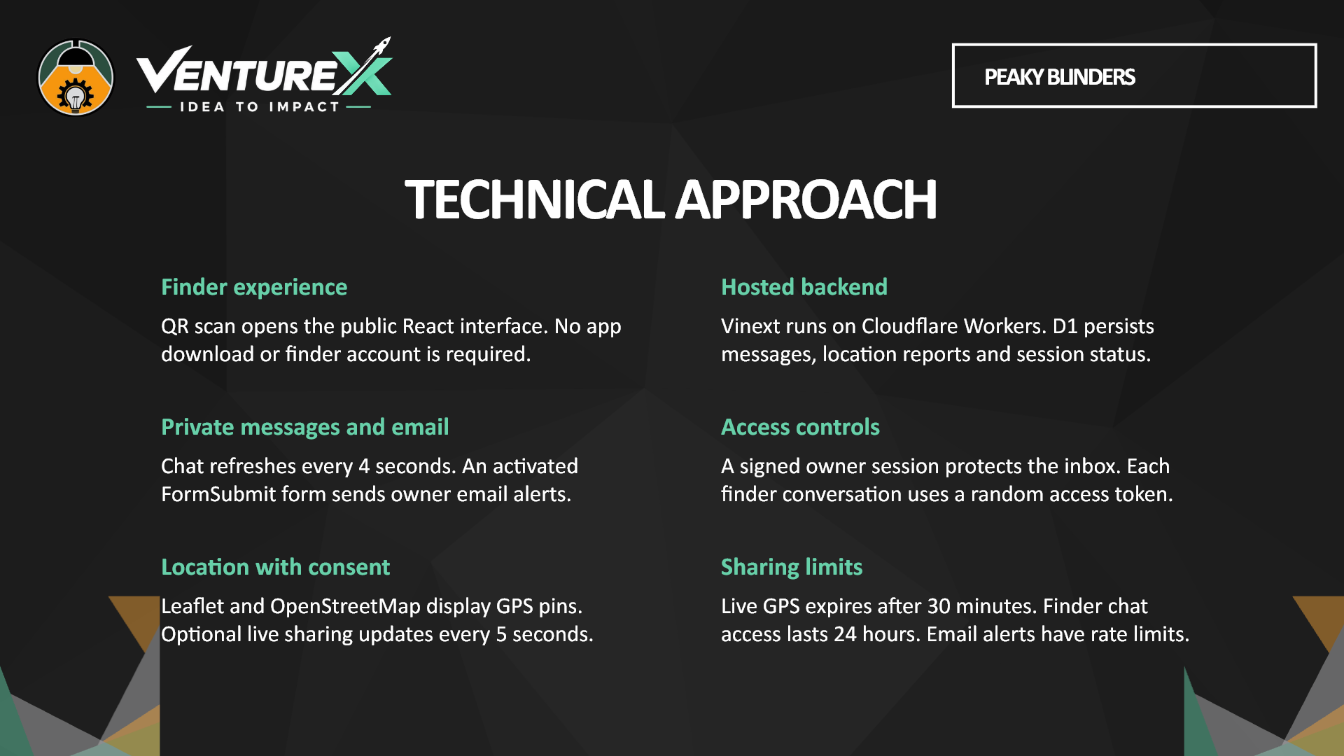 VENTUREX
IDEA TO IMPACT
PEAKY BLINDERS
TECHNICAL APPROACH
Finder experience
QR scan opens the public React interface. No app
download or finder account is required.
Private messages and email
Chat refreshes every 4 seconds. An activated
FormSubmit form sends owner email alerts.
Location with consent
Leaflet and OpenStreetMap display GPS pins.
Optional live sharing updates every 5 seconds.
Hosted backend
Vinext runs on Cloudflare Workers. D1 persists
messages, location reports and session status.
Access controls
A signed owner session protects the inbox. Each
finder conversation uses a random access token.
Sharing limits
Live GPS expires after 30 minutes. Finder chat
access lasts 24 hours. Email alerts have rate limits.